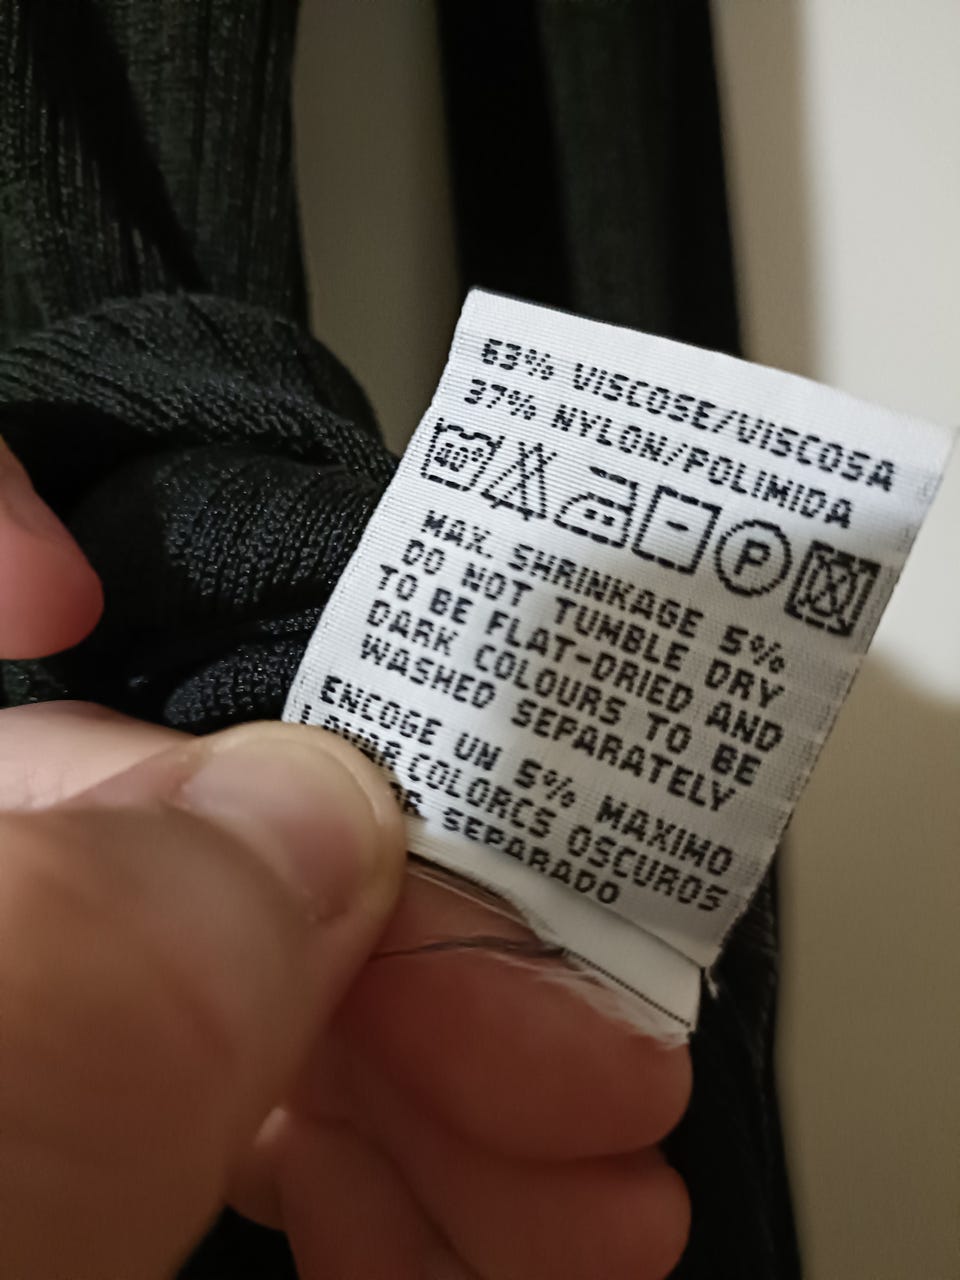 63% VISCOSE/VISCOSA
37% NYLON/POLIMIDA
40°
P
MAX. SHRINKAGE 5%
DO NOT TUMBLE DRY
TO BE FLAT-DRIED AND
DARK COLOURS TO BE
WASHED SEPARATELY
ENCOGE UN 5% MAXIMO
COLORCS OSCUROS
SEPARADO